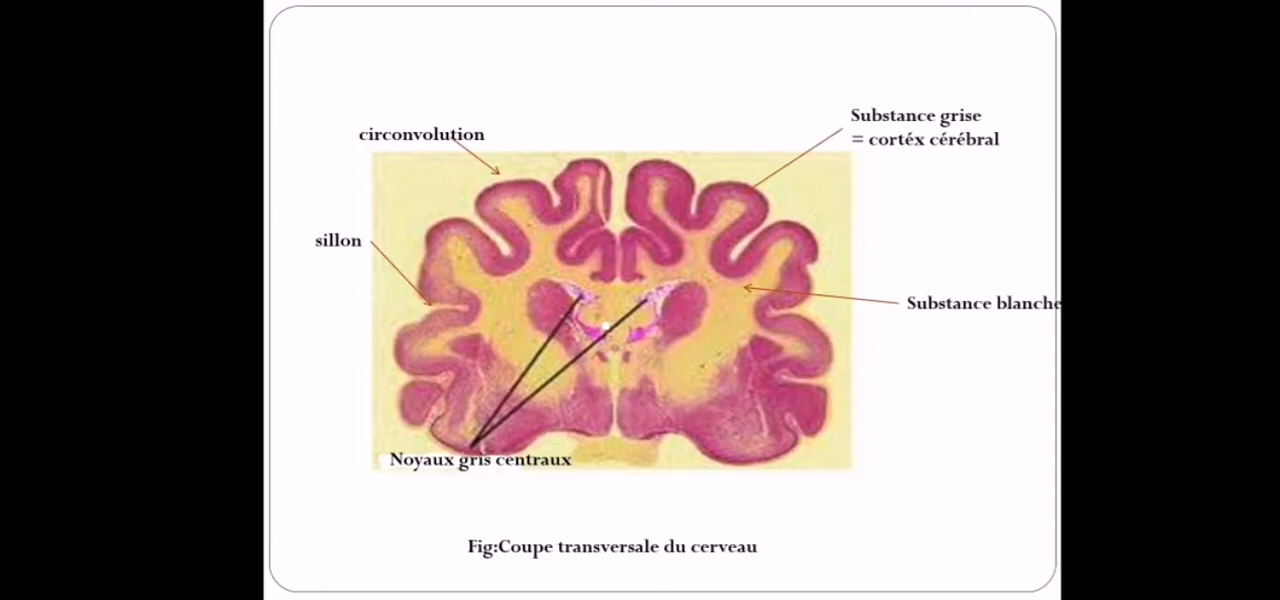 circonvolution
Substance grise
= cortéx cérébral
sillon
Substance blanche
Noyaux gris centraux
Fig:Coupe transversale du cerveau